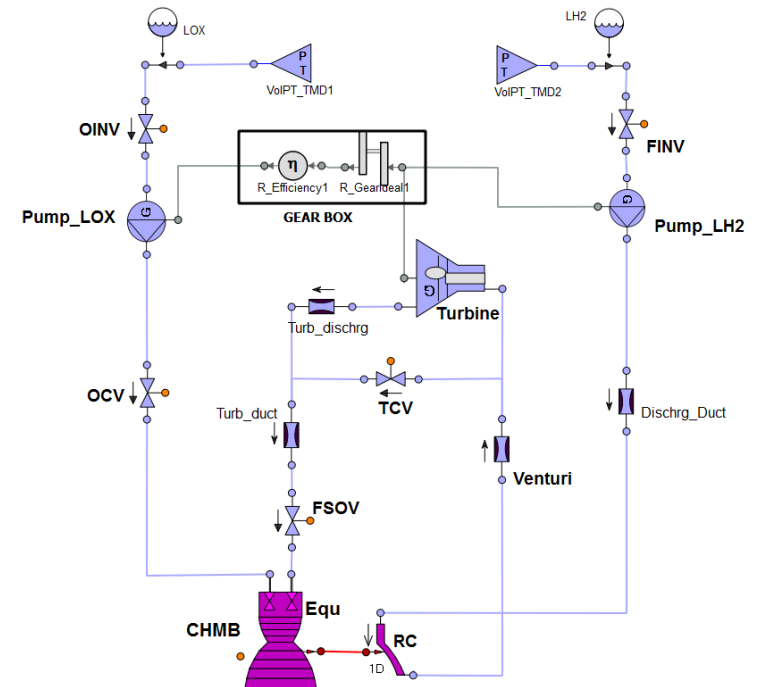 LOX
LH2
P
T
VolPT_TMD1
P
T
VolPT_TMD2
OINV
FINV
η
R_Efficiency1
R_GearIdeal1
GEAR BOX
G
Pump_LOX
G
Pump_LH2
G
Turbine
Turb_dischrg
OCV
TCV
Turb_duct
Dischrg_Duct
Venturi
FSOV
Equ
CHMB
RC
1D